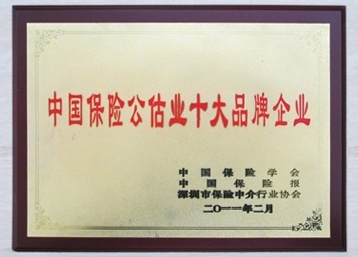 中国保险公估业十大品牌企业
中国保险学会
中国保险报
深圳市保险中介行业协会
二〇一一年二月